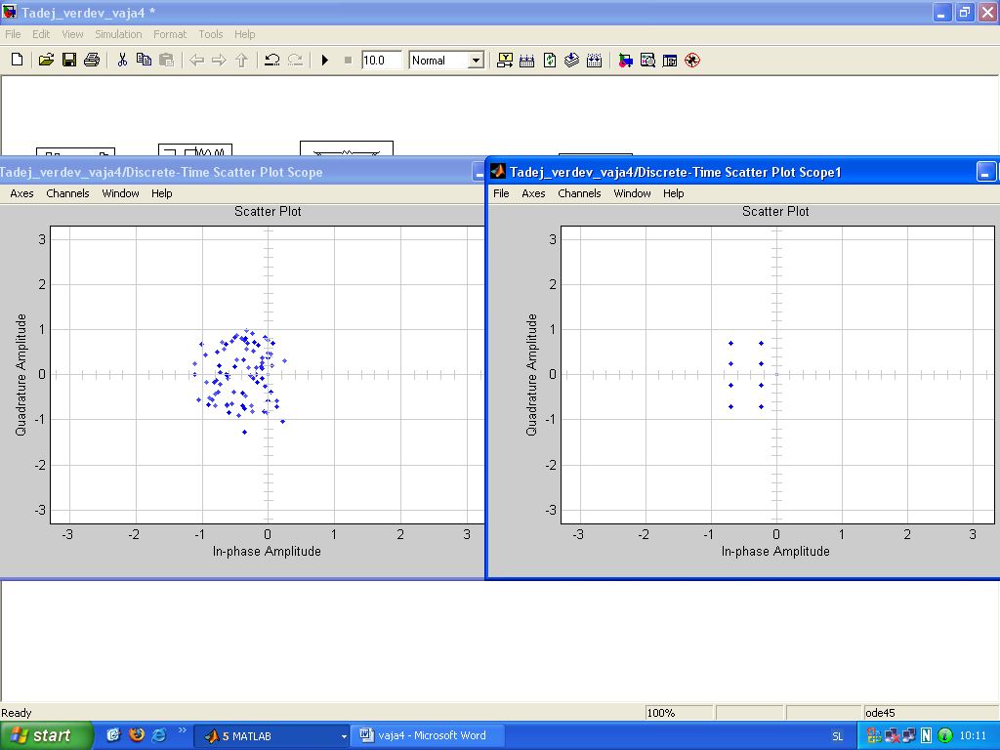 Tadej_verdev_vaja4 *
File Edit View Simulation Format Tools Help
10.0 Normal
Tadej_verdev_vaja4/Discrete-Time Scatter Plot Scope
Axes Channels Window Help
Scatter Plot
3
2
1
0
-1
-2
-3
Quadrature Amplitude
-3 -2 -1 0 1 2 3
In-phase Amplitude
Tadej_verdev_vaja4/Discrete-Time Scatter Plot Scope1
File Axes Channels Window Help
Scatter Plot
3
2
1
0
-1
-2
-3
Quadrature Amplitude
-3 -2 -1 0 1 2 3
In-phase Amplitude
Ready 100% ode45
start » 5 MATLAB vaja4 - Microsoft Word SL N 10:11